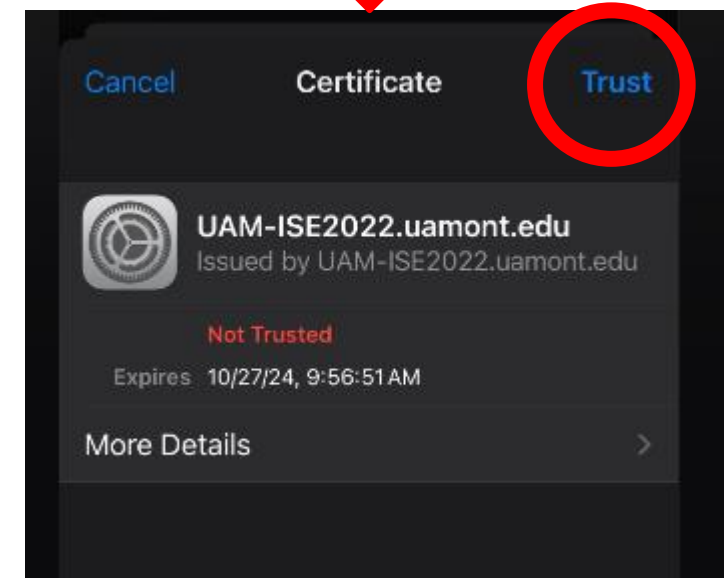 Cancel Certificate Trust
UAM-ISE2022.uamont.edu
Issued by UAM-ISE2022.uamont.edu
Not Trusted
Expires 10/27/24, 9:56:51 AM
More Details